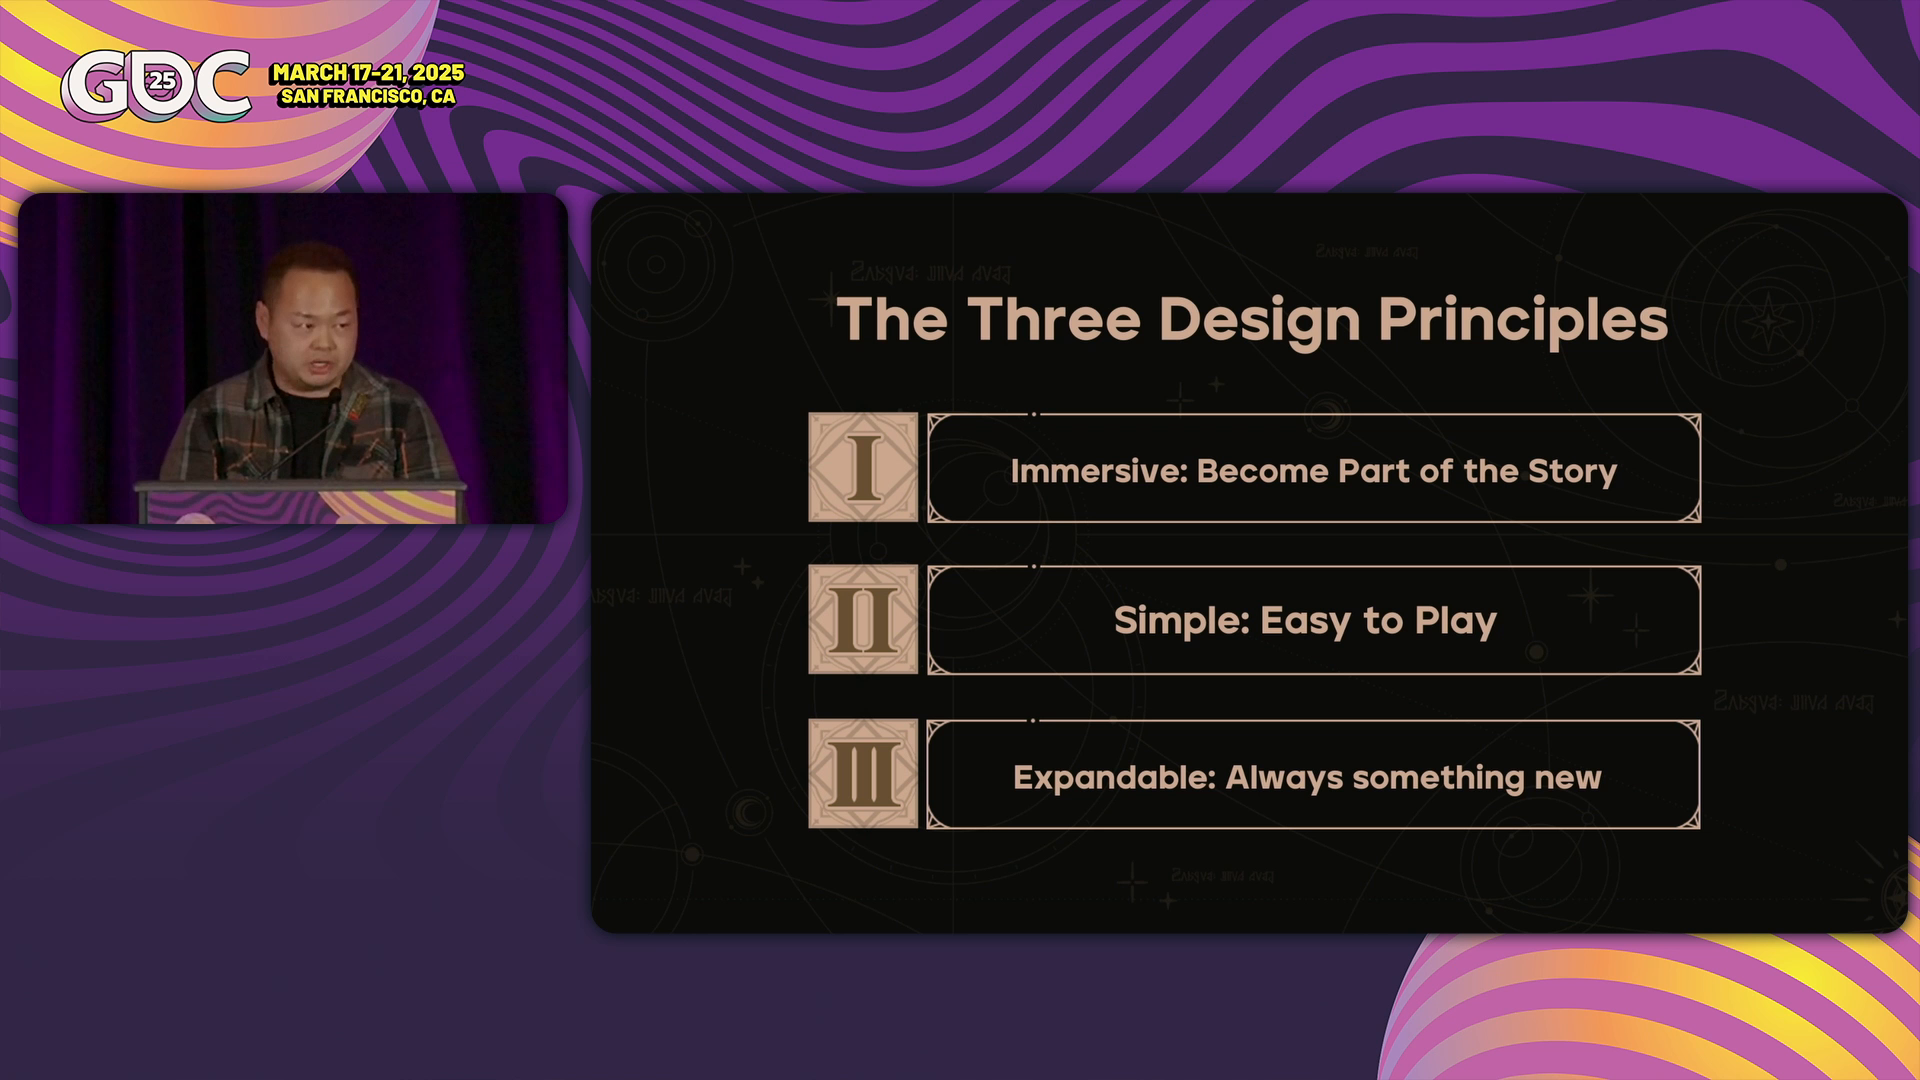 GDC
25
MARCH 17-21, 2025
SAN FRANCISCO, CA
The Three Design Principles
I
Immersive: Become Part of the Story
II
Simple: Easy to Play
III
Expandable: Always something new